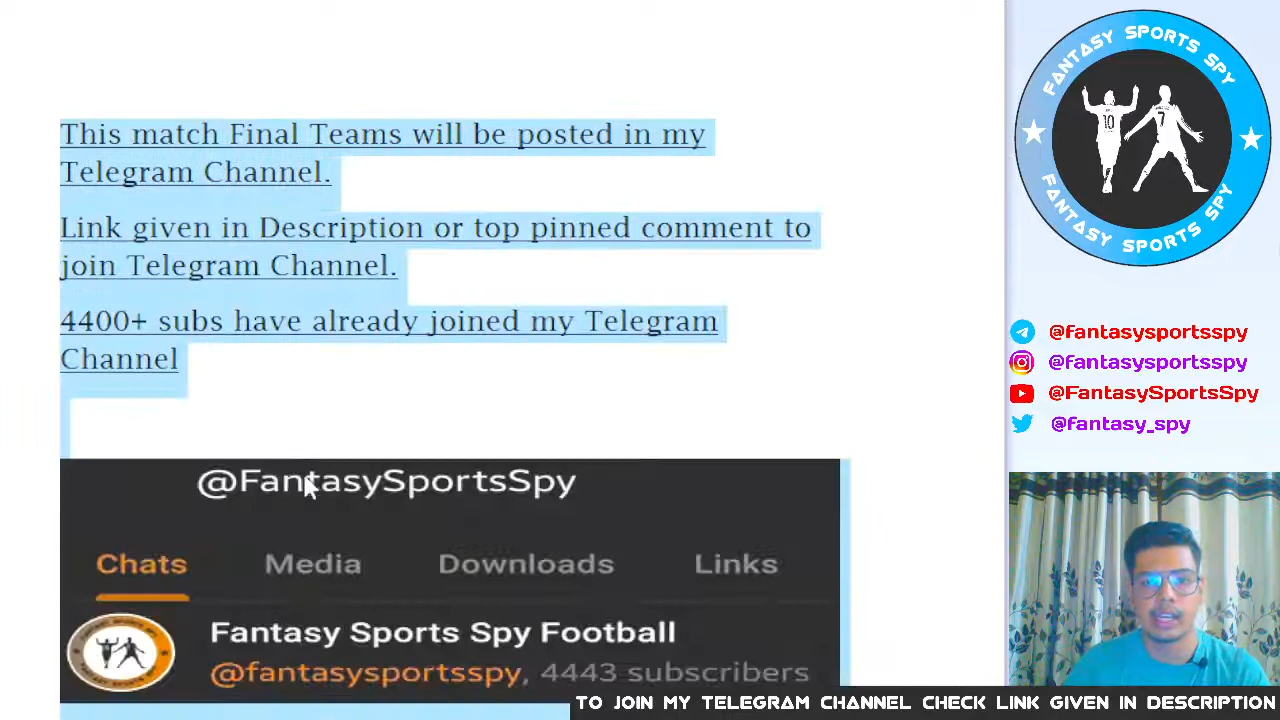 This match Final Teams will be posted in my
Telegram Channel.
Link given in Description or top pinned comment to
join Telegram Channel.
4400+ subs have already joined my Telegram
Channel
@FantasySportsSpy
Chats
Media
Downloads
Links
Fantasy Sports Spy Football
@fantasysportsspy, 4443 subscribers
FANTASY SPORTS SPY
10
7
FANTASY SPORTS SPY
@fantasysportsspy
@fantasysportsspy
@FantasySportsSpy
@fantasy_spy
TO JOIN MY TELEGRAM CHANNEL CHECK LINK GIVEN IN DESCRIPTION